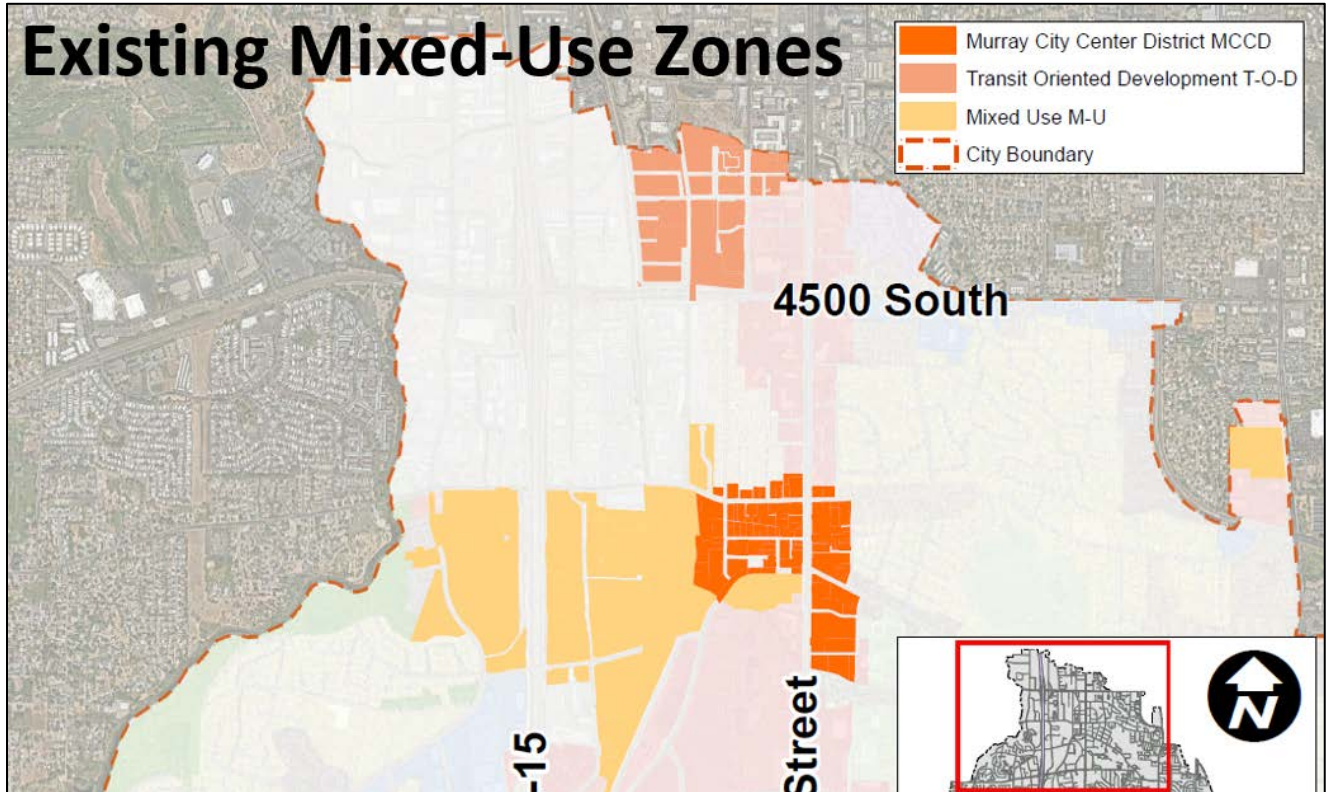 Existing Mixed-Use Zones
Murray City Center District MCCD
Transit Oriented Development T-O-D
Mixed Use M-U
City Boundary
4500 South
-15
Street
N